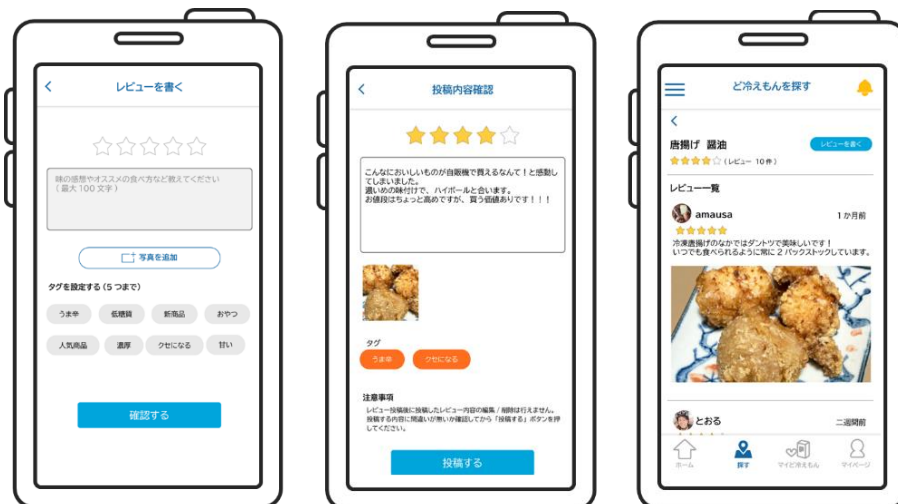 レビューを書く
味の感想やオススメの食べ方など教えてください
（最大 100 文字）
写真を追加
タグを設定する（5 つまで）
うま辛 低糖質 新商品 おやつ
人気商品 濃厚 クセになる 甘い
確認する
投稿内容確認
こんなにおいしいものが自販機で買えるなんて！と感動し
てしまいました。
濃いめの味付けで、ハイボールと合います。
お値段はちょっと高めですが、買う価値ありです！！！
タグ
うま辛 クセになる
注意事項
レビュー投稿後に投稿したレビュー内容の編集 / 削除は行えません。
投稿する内容に間違いが無いか確認してから「投稿する」ボタンを押
してください。
投稿する
ど冷えもんを探す
唐揚げ 醤油
レビューを書く
（レビュー 10 件）
レビュー一覧
amausa 1 か月前
冷凍唐揚げのなかではダントツで美味しいです！
いつでも食べられるように常に 2 パックストックしています。
とおる 二週間前
ホーム 探す マイど冷えもん マイページ